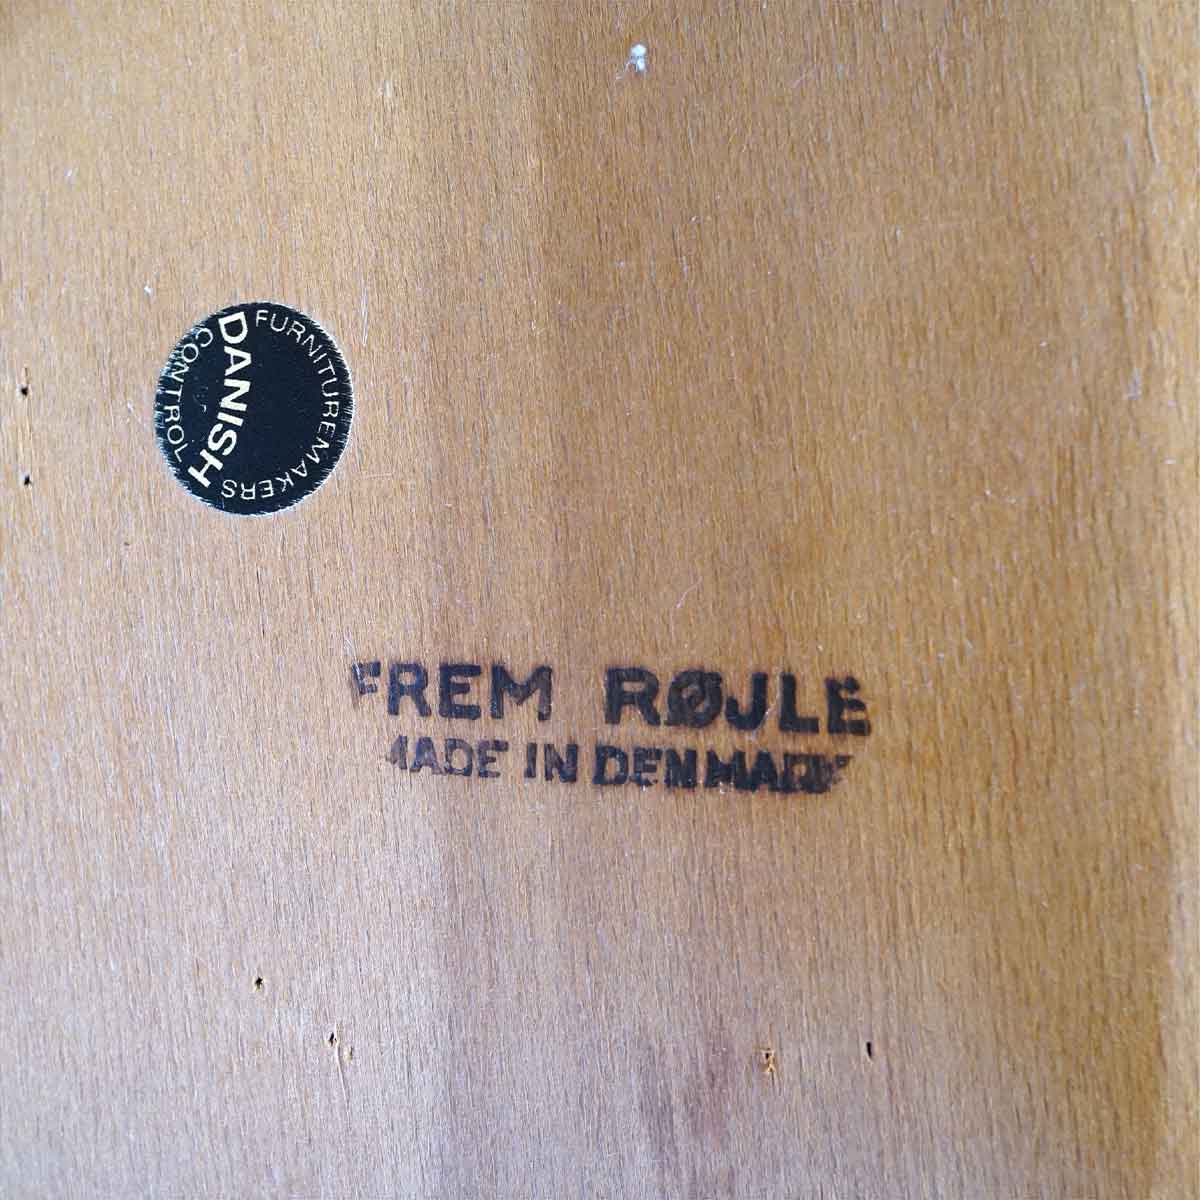 FURNITUREMAKERS
DANISH
CONTROL
FREM RØJLE
MADE IN DENMARK